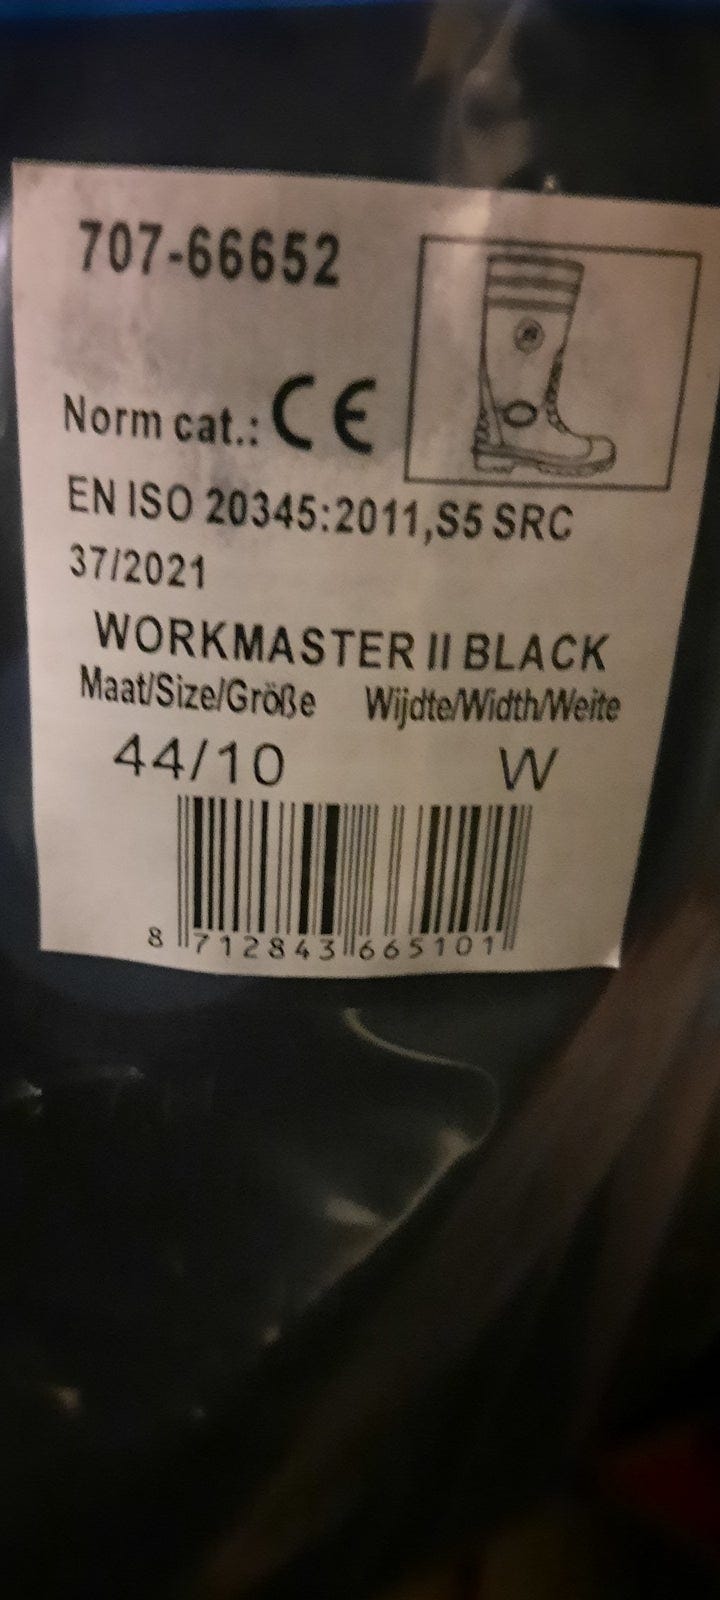 707-66652
Norm cat.: CE
EN ISO 20345:2011,S5 SRC
37/2021
WORKMASTER II BLACK
Maat/Size/Größe Wijdte/Width/Weite
44/10 W
8 712843 665101